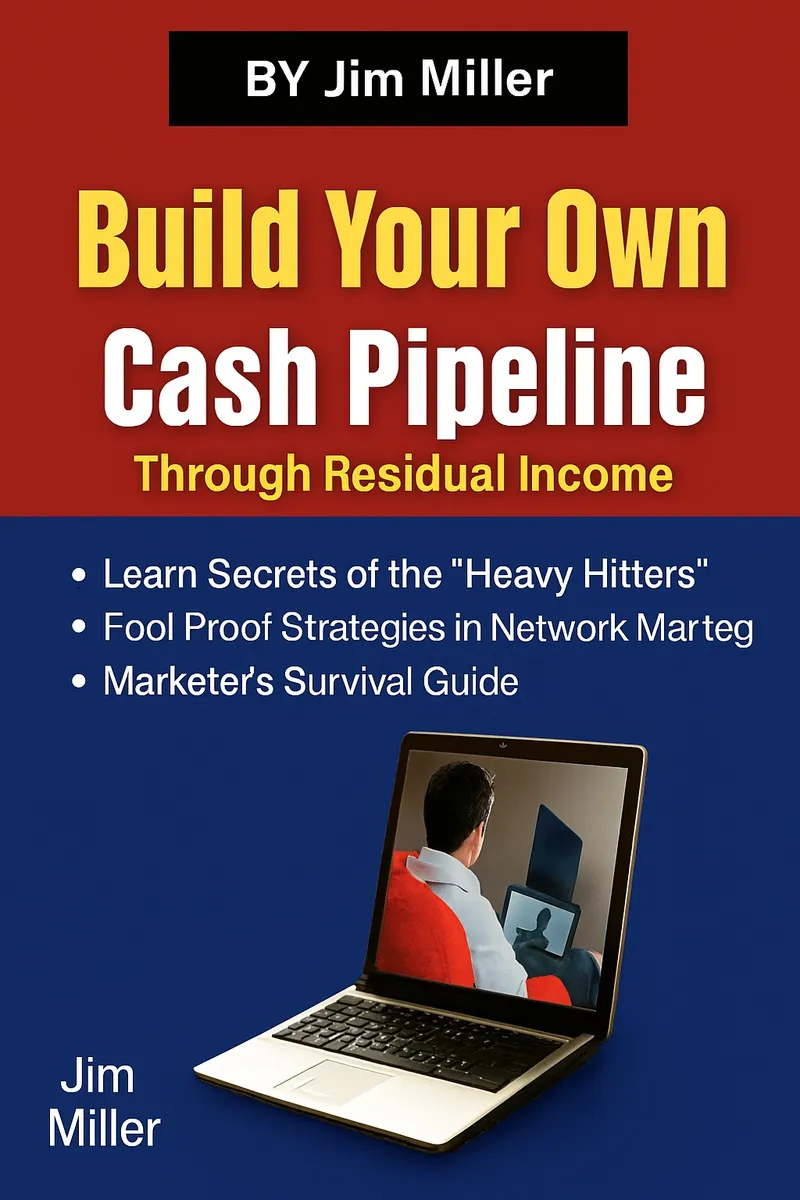 BY Jim Miller
Build Your Own
Cash Pipeline
Through Residual Income
• Learn Secrets of the "Heavy Hitters"
• Fool Proof Strategies in Network Marteg
• Marketer's Survival Guide
Jim
Miller